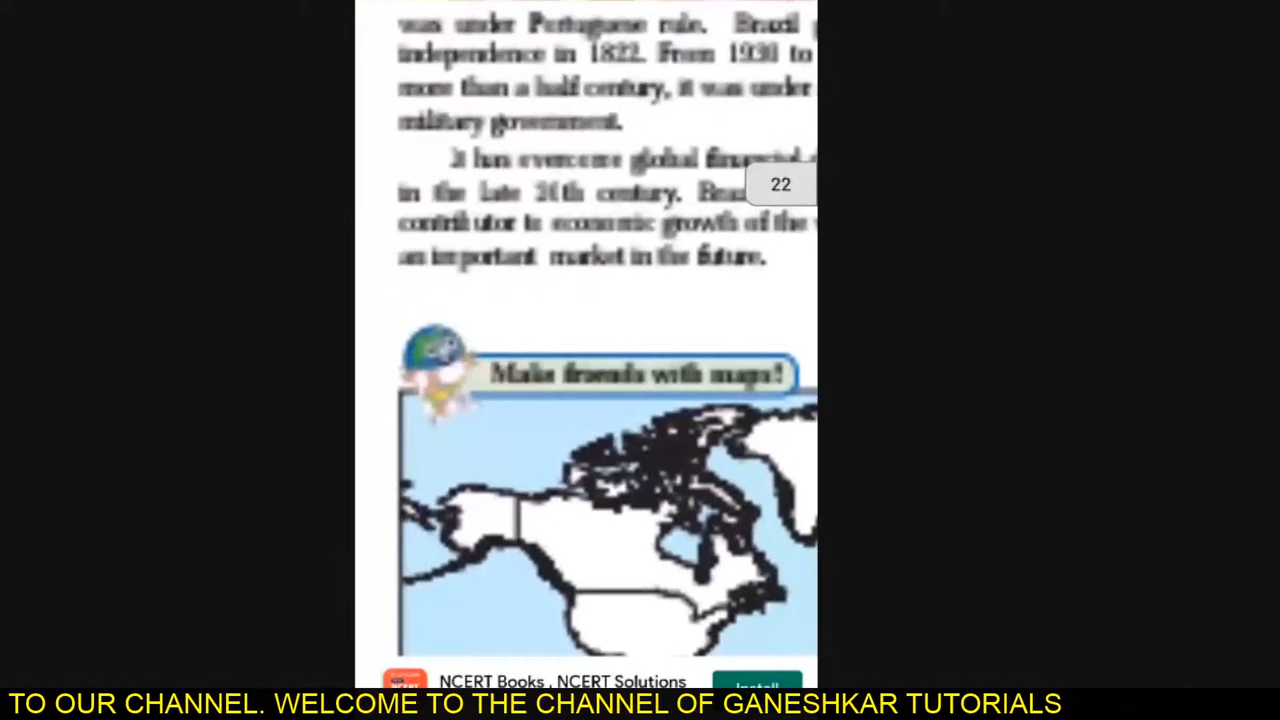 was under Portuguese rule. Brazil
independence in 1822. From 1930 to
more than a half century, it was under
military government.
It has overcome global financial
22
in the late 20th century.
contributor to economic growth of the
an important market in the future.
Make friends with maps!
NCERT Books , NCERT Solutions
Install
TO OUR CHANNEL. WELCOME TO THE CHANNEL OF GANESHKAR TUTORIALS